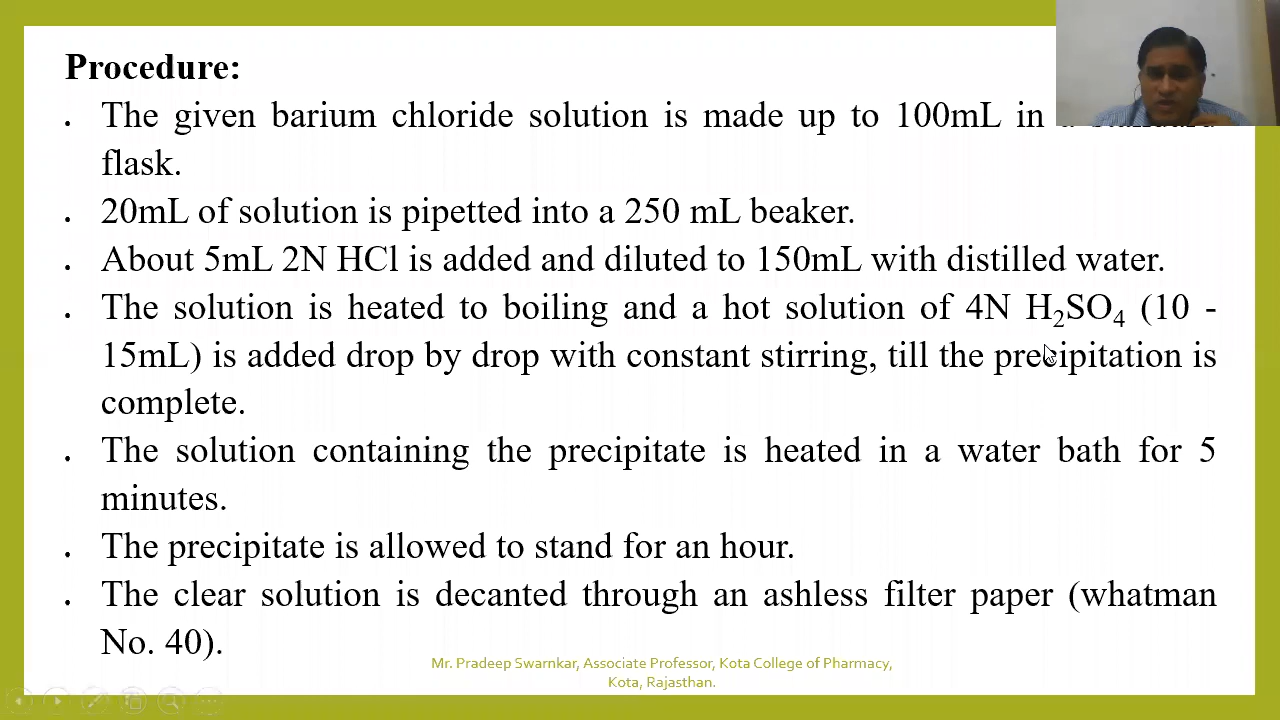 Procedure:
• The given barium chloride solution is made up to 100mL in
flask.
• 20mL of solution is pipetted into a 250 mL beaker.
• About 5mL 2N HCl is added and diluted to 150mL with distilled water.
• The solution is heated to boiling and a hot solution of 4N H₂SO₄ (10 -
15mL) is added drop by drop with constant stirring, till the precipitation is
complete.
• The solution containing the precipitate is heated in a water bath for 5
minutes.
• The precipitate is allowed to stand for an hour.
• The clear solution is decanted through an ashless filter paper (whatman
No. 40).
Mr. Pradeep Swarnkar, Associate Professor, Kota College of Pharmacy,
Kota, Rajasthan.